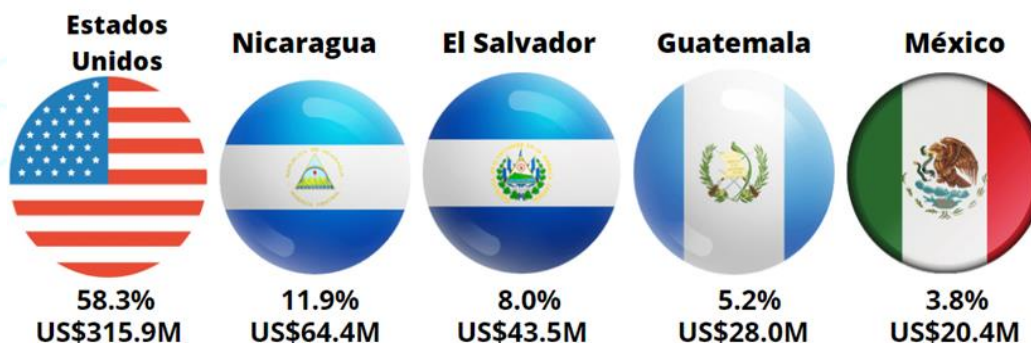 Estados
Unidos
Nicaragua
El Salvador
Guatemala
México
58.3%
US$315.9M
11.9%
US$64.4M
8.0%
US$43.5M
5.2%
US$28.0M
3.8%
US$20.4M